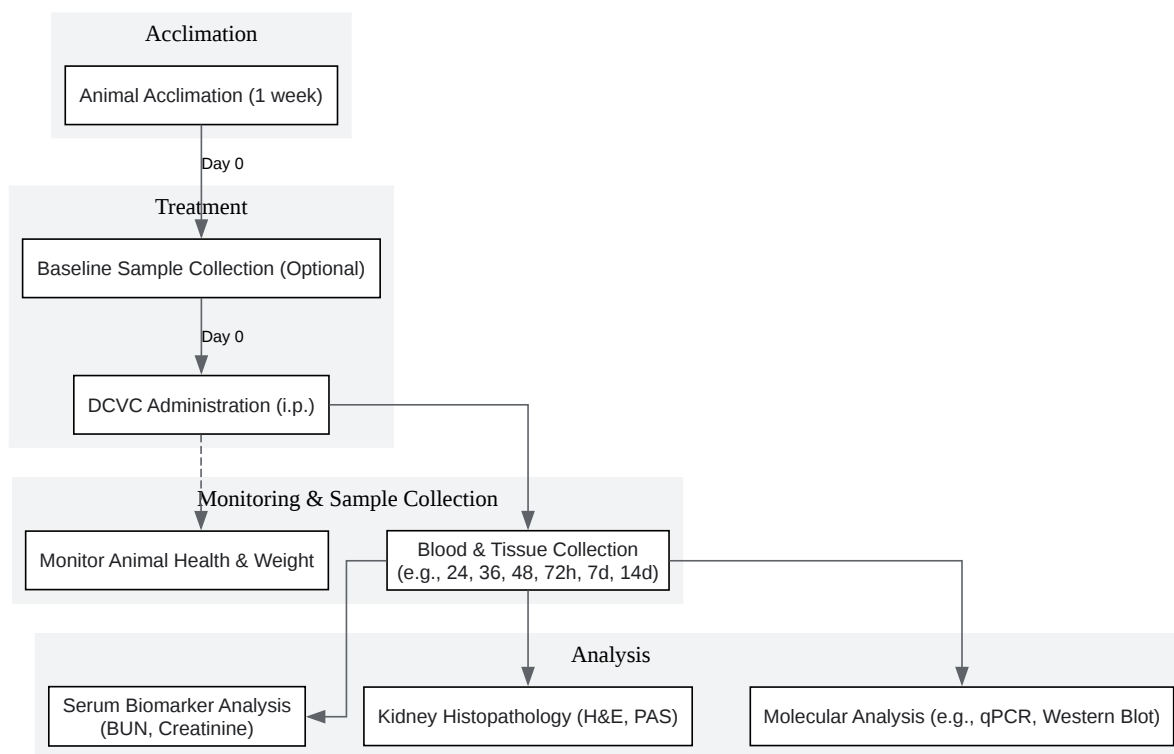 Acclimation
Animal Acclimation (1 week)
Day 0
Treatment
Baseline Sample Collection (Optional)
Day 0
DCVC Administration (i.p.)
Monitoring & Sample Collection
Monitor Animal Health & Weight
Blood & Tissue Collection
(e.g., 24, 36, 48, 72h, 7d, 14d)
Analysis
Serum Biomarker Analysis
(BUN, Creatinine)
Kidney Histopathology (H&E, PAS)
Molecular Analysis (e.g., qPCR, Western Blot)